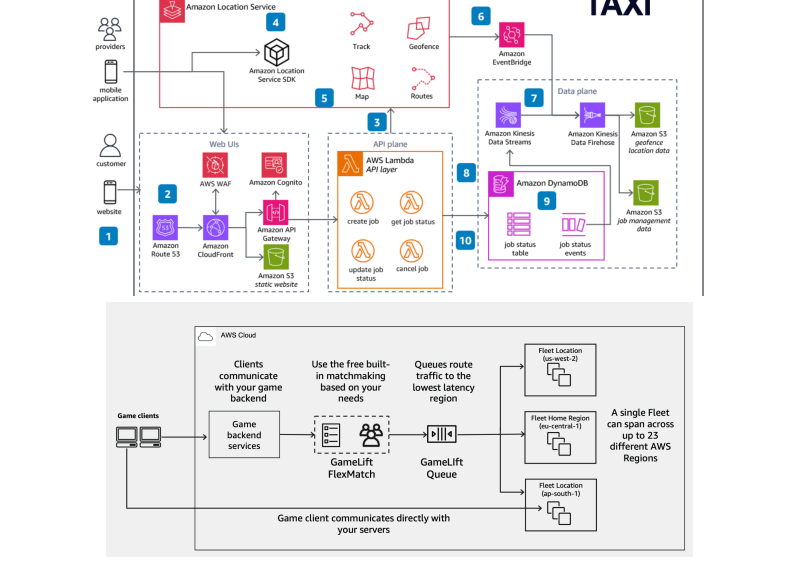 TAXI
Amazon Location Service
4
6
providers
Track
Geofence
Amazon
EventBridge
Amazon Location
Service SDK
mobile
application
5
Map
Routes
Data plane
7
3
Amazon Kinesis
Data Streams
Amazon Kinesis
Data Firehose
Amazon S3
geofence
location data
Web UIs
API plane
customer
AWS WAF
Amazon Cognito
AWS Lambda
API layer
8
Amazon DynamoDB
website
2
9
create job
get job status
Amazon S3
job management
data
1
Amazon
Route 53
Amazon
CloudFront
Amazon API
Gateway
10
job status
table
job status
events
Amazon S3
static website
update job
status
cancel job
AWS Cloud
Clients
communicate
with your game
backend
Use the free built-
in matchmaking
based on your
needs
Queues route
traffic to the
lowest latency
region
Fleet Location
(us-west-2)
Game clients
Game
backend
services
GameLift
FlexMatch
GameLIft
Queue
Fleet Home Region
(eu-central-1)
A single Fleet
can span across
up to 23
different AWS
Regions
Fleet Location
(ap-south-1)
Game client communicates directly with
your servers